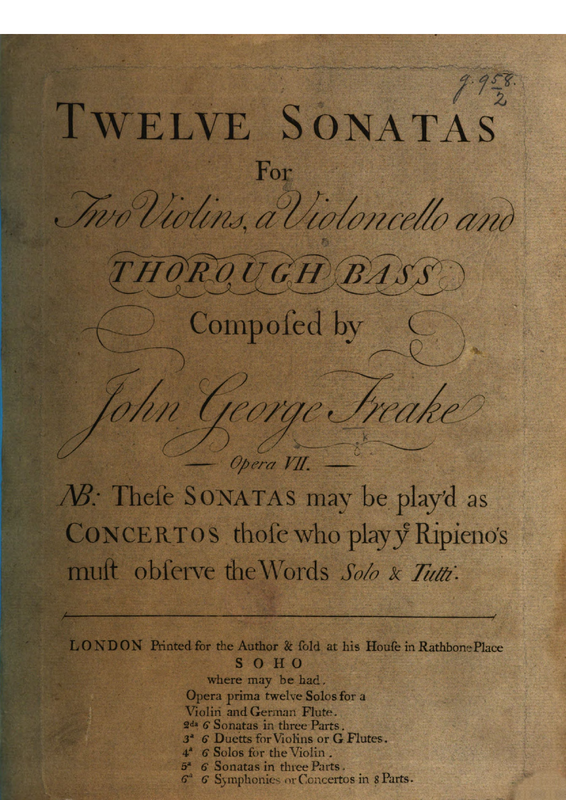 g. 958.
2
TWELVE SONATAS
For
Two Violins, a Violoncello and
THOROUGH BASS
Compoſed by
John George Freake
— Opera VII. —
NB: Theſe SONATAS may be play'd as
CONCERTOS thoſe who play yᵉ Ripieno's
muſt obſerve the Words Solo & Tutti.
LONDON Printed for the Author & ſold at his Houſe in Rathbone Place
SOHO
where may be had.
Opera prima twelve Solos for a
Violin and German Flute.
2ᵈᵃ 6 Sonatas in three Parts.
3ᵃ 6 Duetts for Violins or G Flutes.
4ᵃ 6 Solos for the Violin.
5ᵃ 6 Sonatas in three Parts.
6ᵗᵃ 6 Symphonies or Concertos in 8 Parts.